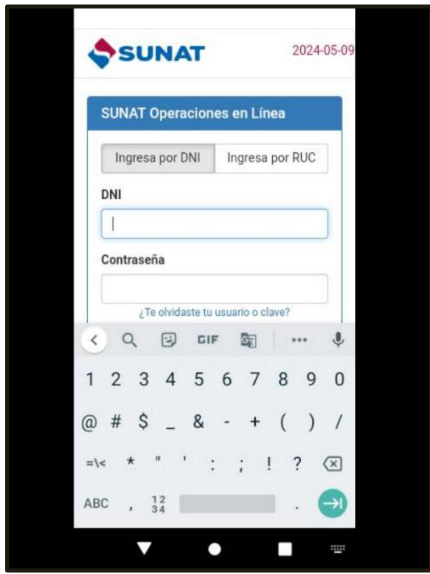 SUNAT
2024-05-09
SUNAT Operaciones en Línea
Ingresa por DNI Ingresa por RUC
DNI
Contraseña
¿Te olvidaste tu usuario o clave?
GIF
1 2 3 4 5 6 7 8 9 0
@ # $ _ & - + ( ) /
=\< * " ' : ; ! ? 
ABC , 12 34 .